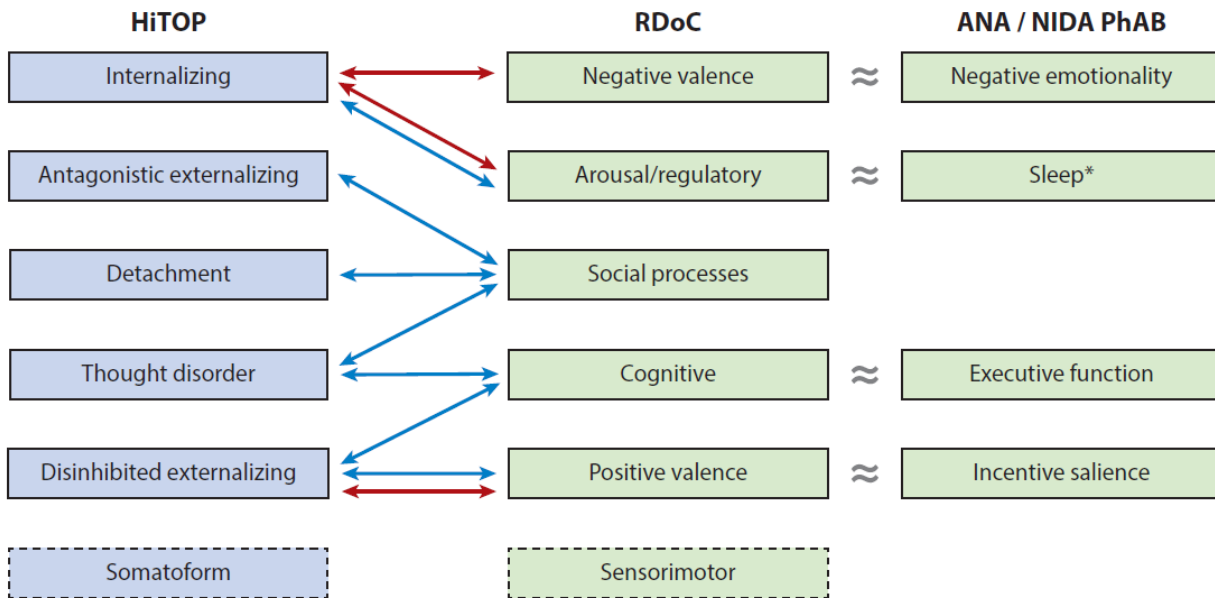 HiTOP RDoC ANA / NIDA PhAB
Internalizing Negative valence ≈ Negative emotionality
Antagonistic externalizing Arousal/regulatory ≈ Sleep*
Detachment Social processes
Thought disorder Cognitive ≈ Executive function
Disinhibited externalizing Positive valence ≈ Incentive salience
Somatoform Sensorimotor